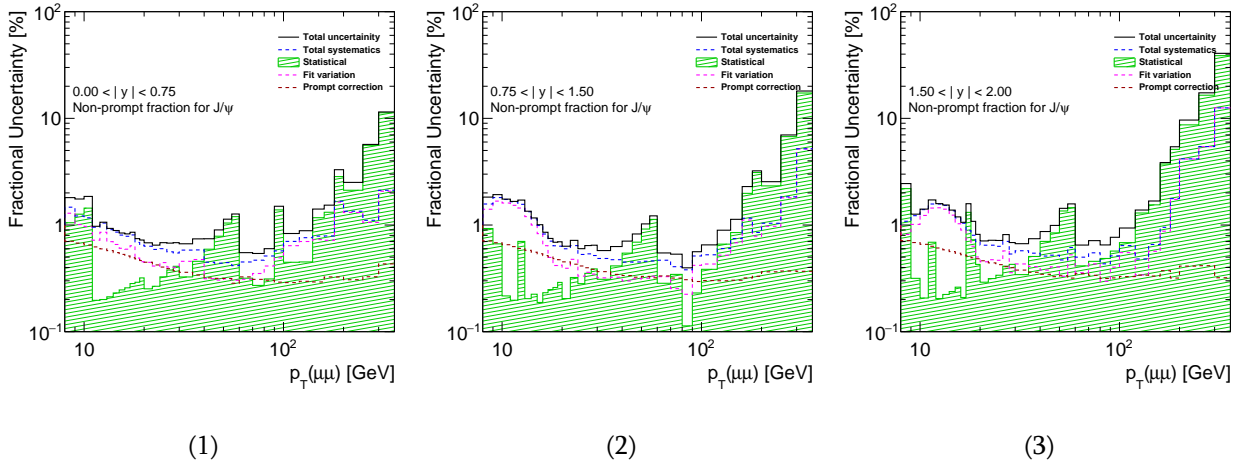 Fractional Uncertainty [%]
10²
10
1
10⁻¹
Total uncertainity
Total systematics
Statistical
Fit variation
Prompt correction
0.00 < | y | < 0.75
Non-prompt fraction for J/ψ
10
10²
p_T(μμ) [GeV]
(1)
Fractional Uncertainty [%]
10²
10
1
10⁻¹
Total uncertainity
Total systematics
Statistical
Fit variation
Prompt correction
0.75 < | y | < 1.50
Non-prompt fraction for J/ψ
10
10²
p_T(μμ) [GeV]
(2)
Fractional Uncertainty [%]
10²
10
1
10⁻¹
Total uncertainity
Total systematics
Statistical
Fit variation
Prompt correction
1.50 < | y | < 2.00
Non-prompt fraction for J/ψ
10
10²
p_T(μμ) [GeV]
(3)